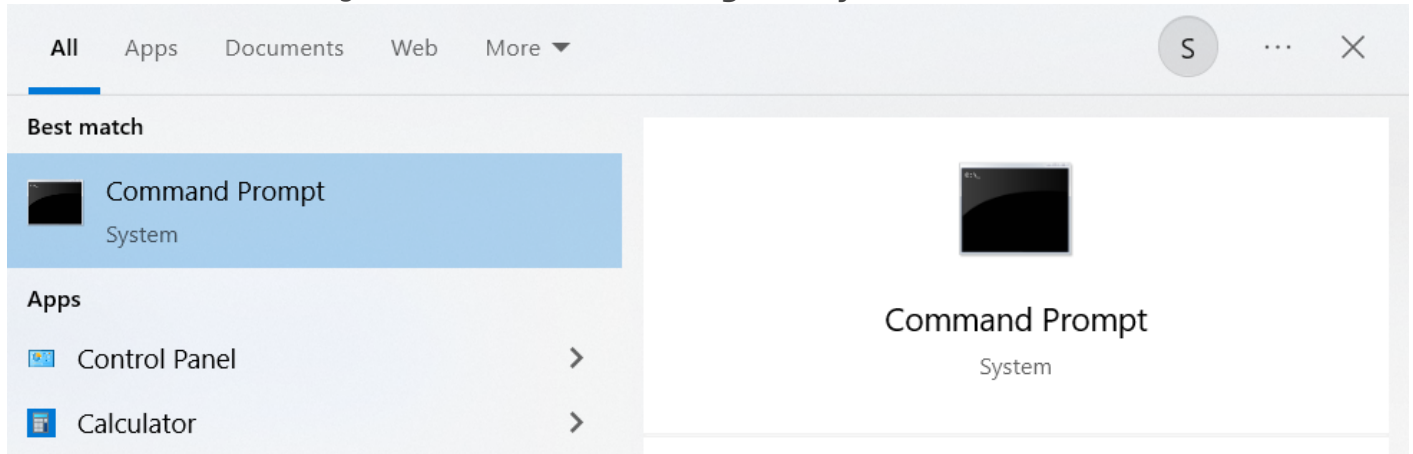 All Apps Documents Web More S ...
Best match
Command Prompt
System
Apps
Control Panel
Calculator
Command Prompt
System